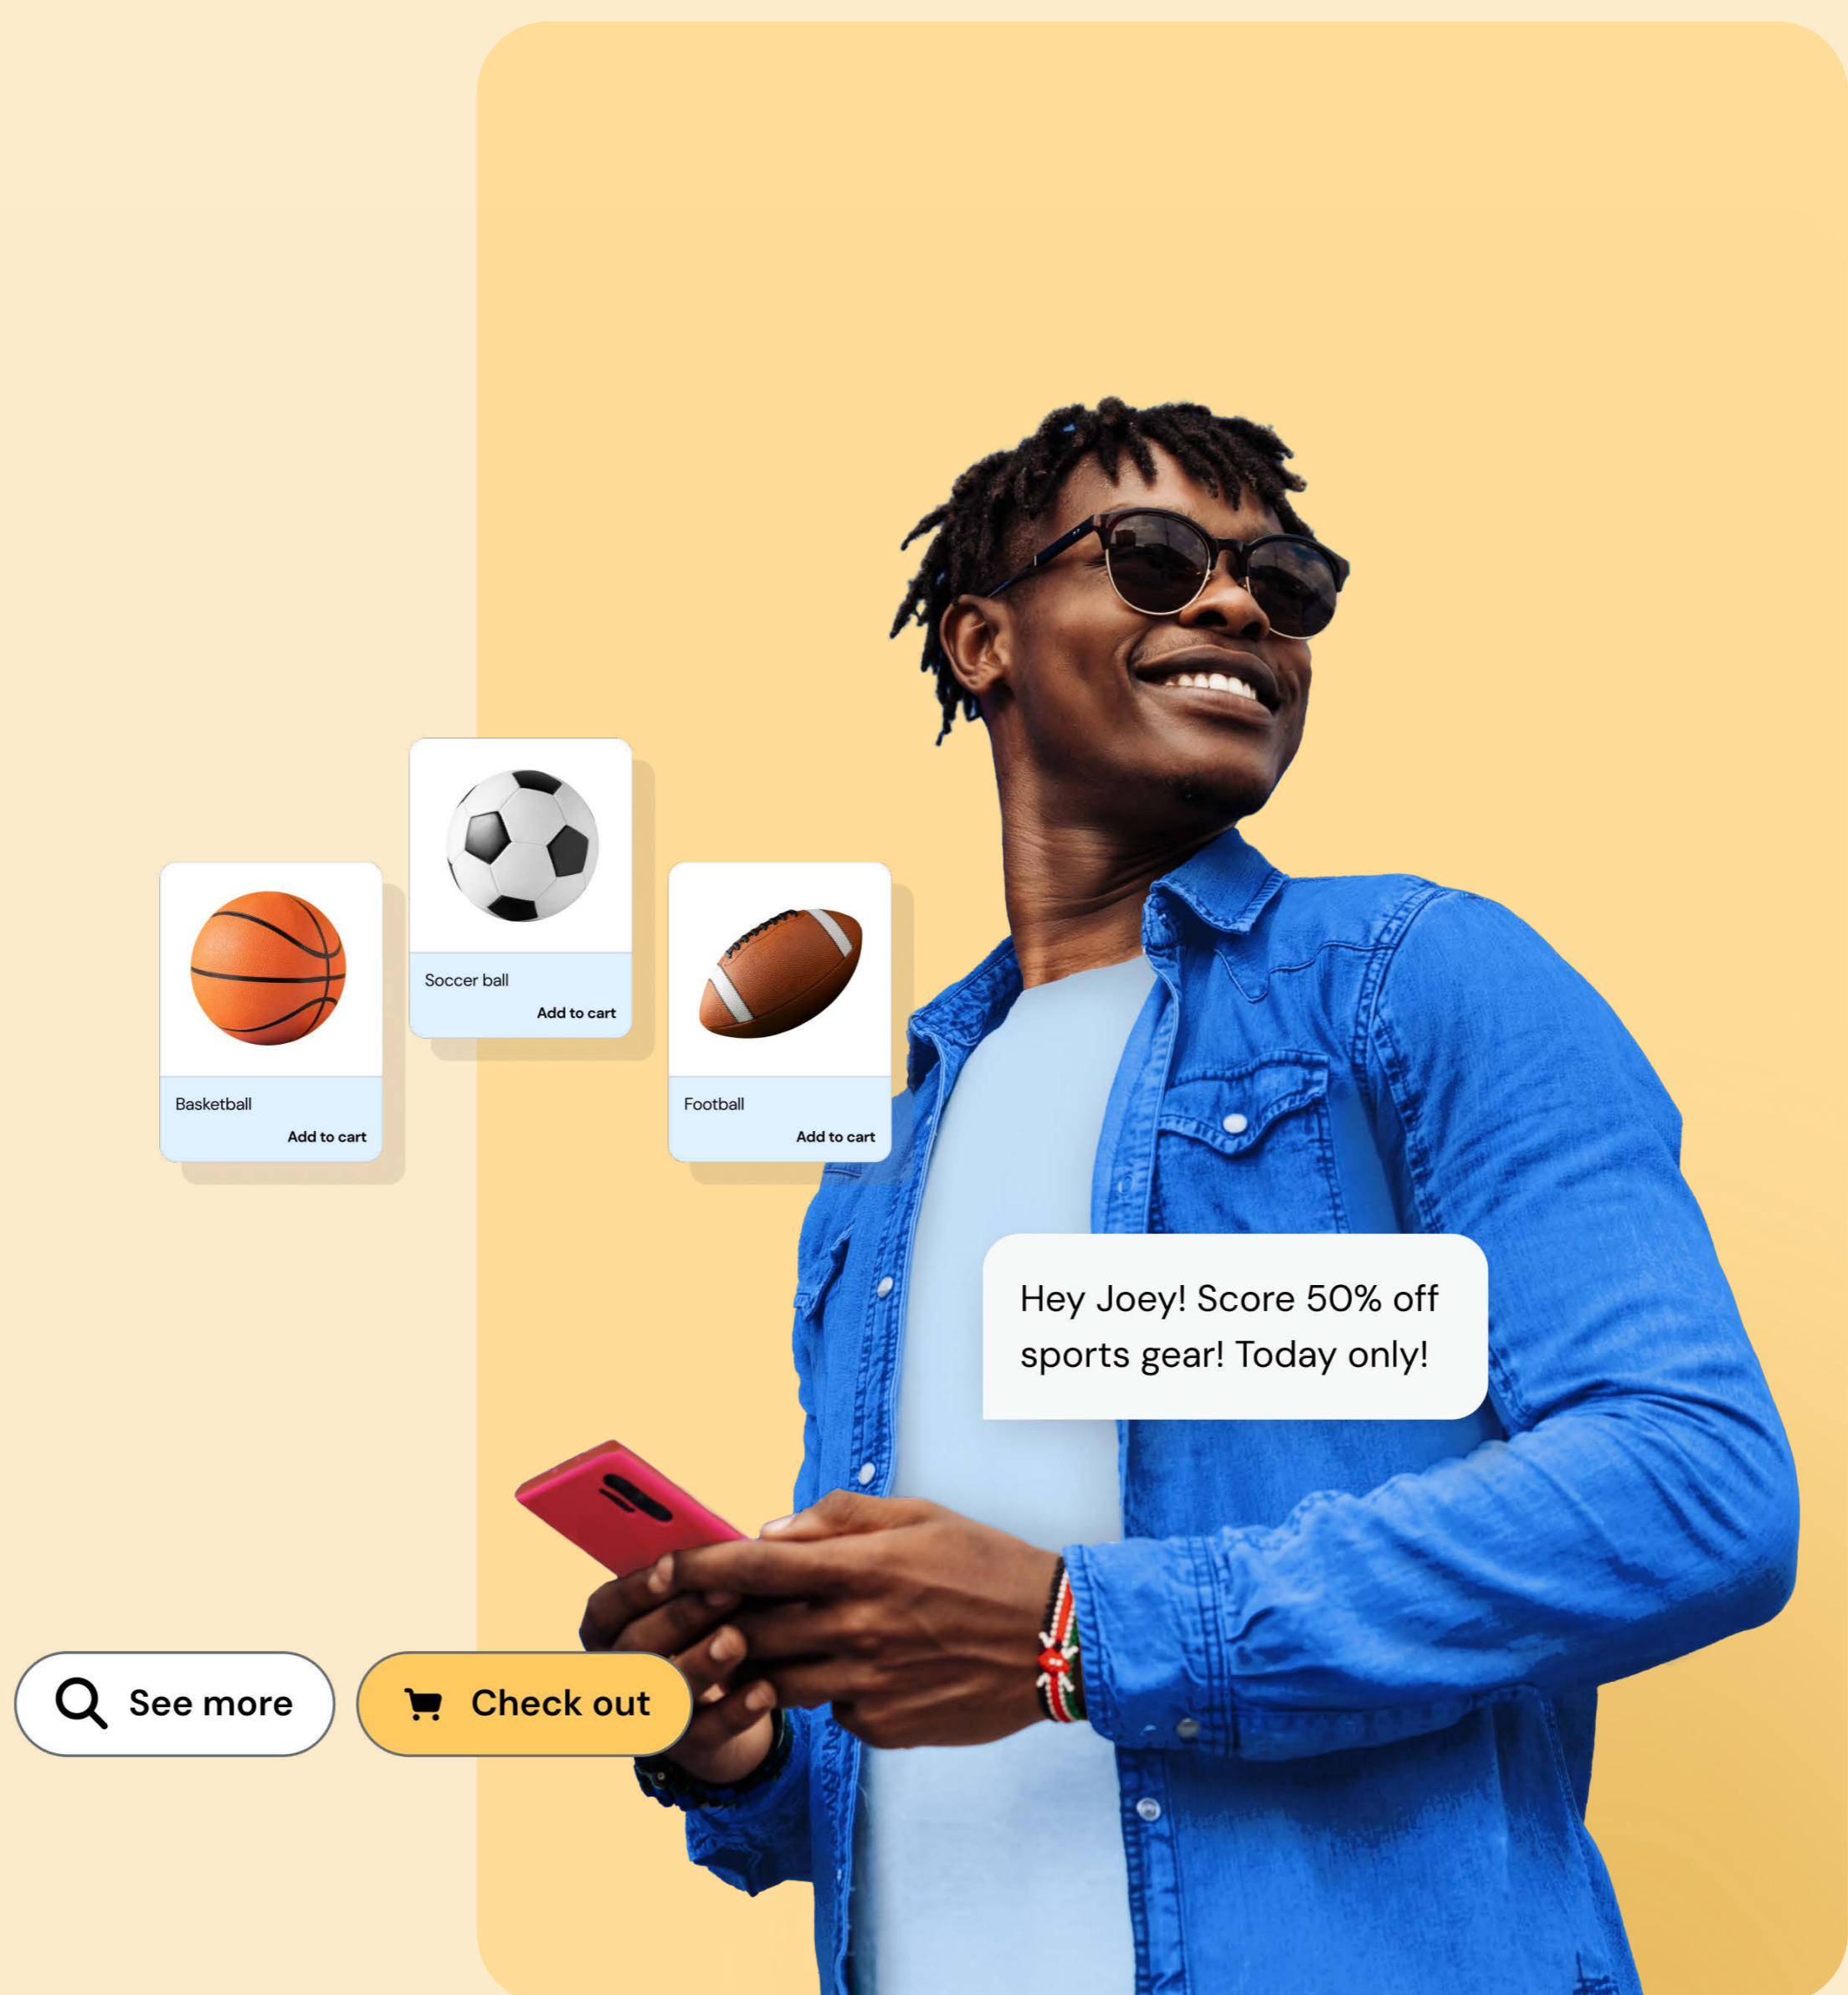 Soccer ball
Add to cart
Basketball
Add to cart
Football
Add to cart
Hey Joey! Score 50% off
sports gear! Today only!
See more
Check out